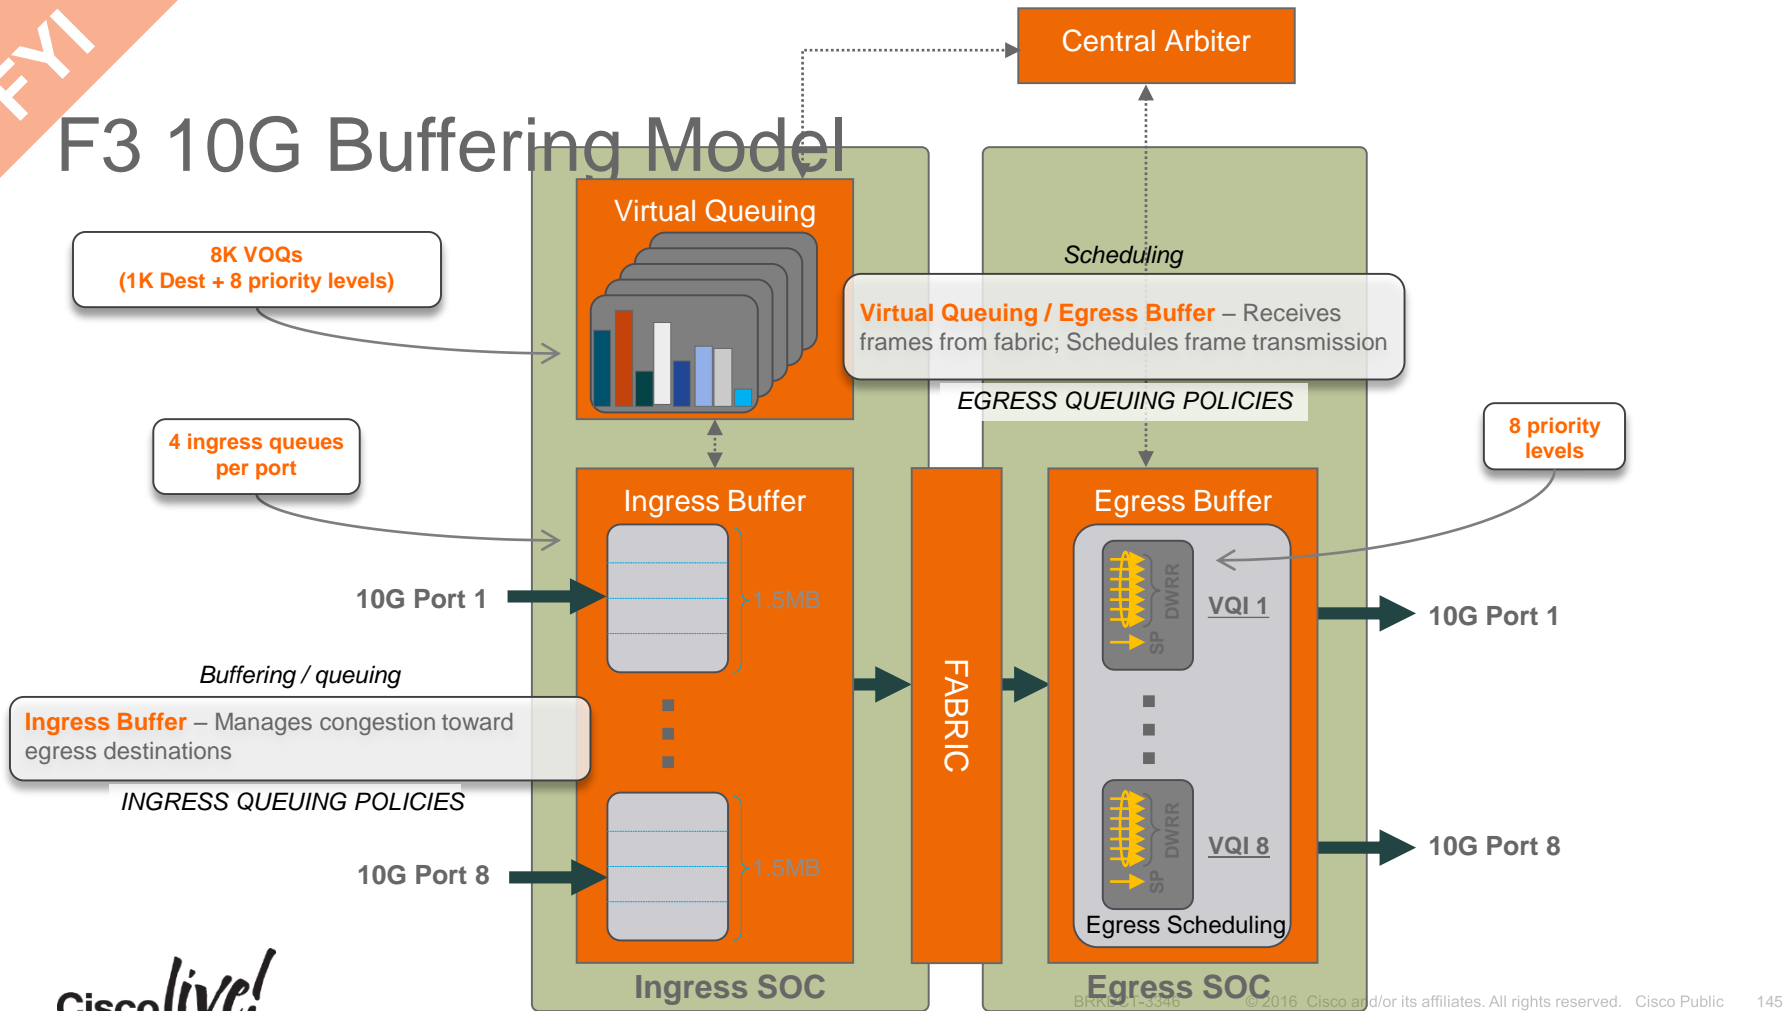 FYI
Central Arbiter
F3 10G Buffering Model
Virtual Queuing
8K VOQs
(1K Dest + 8 priority levels)
Scheduling
Virtual Queuing / Egress Buffer – Receives
frames from fabric; Schedules frame transmission
EGRESS QUEUING POLICIES
8 priority
levels
4 ingress queues
per port
Ingress Buffer
Egress Buffer
10G Port 1
1.5MB
DWRR
SP
VQI 1
10G Port 1
Buffering / queuing
Ingress Buffer – Manages congestion toward
egress destinations
INGRESS QUEUING POLICIES
FABRIC
10G Port 8
1.5MB
DWRR
SP
VQI 8
10G Port 8
Egress Scheduling
Ingress SOC
Egress SOC
Cisco live!
BRKDCT-3346
© 2016 Cisco and/or its affiliates. All rights reserved. Cisco Public
145